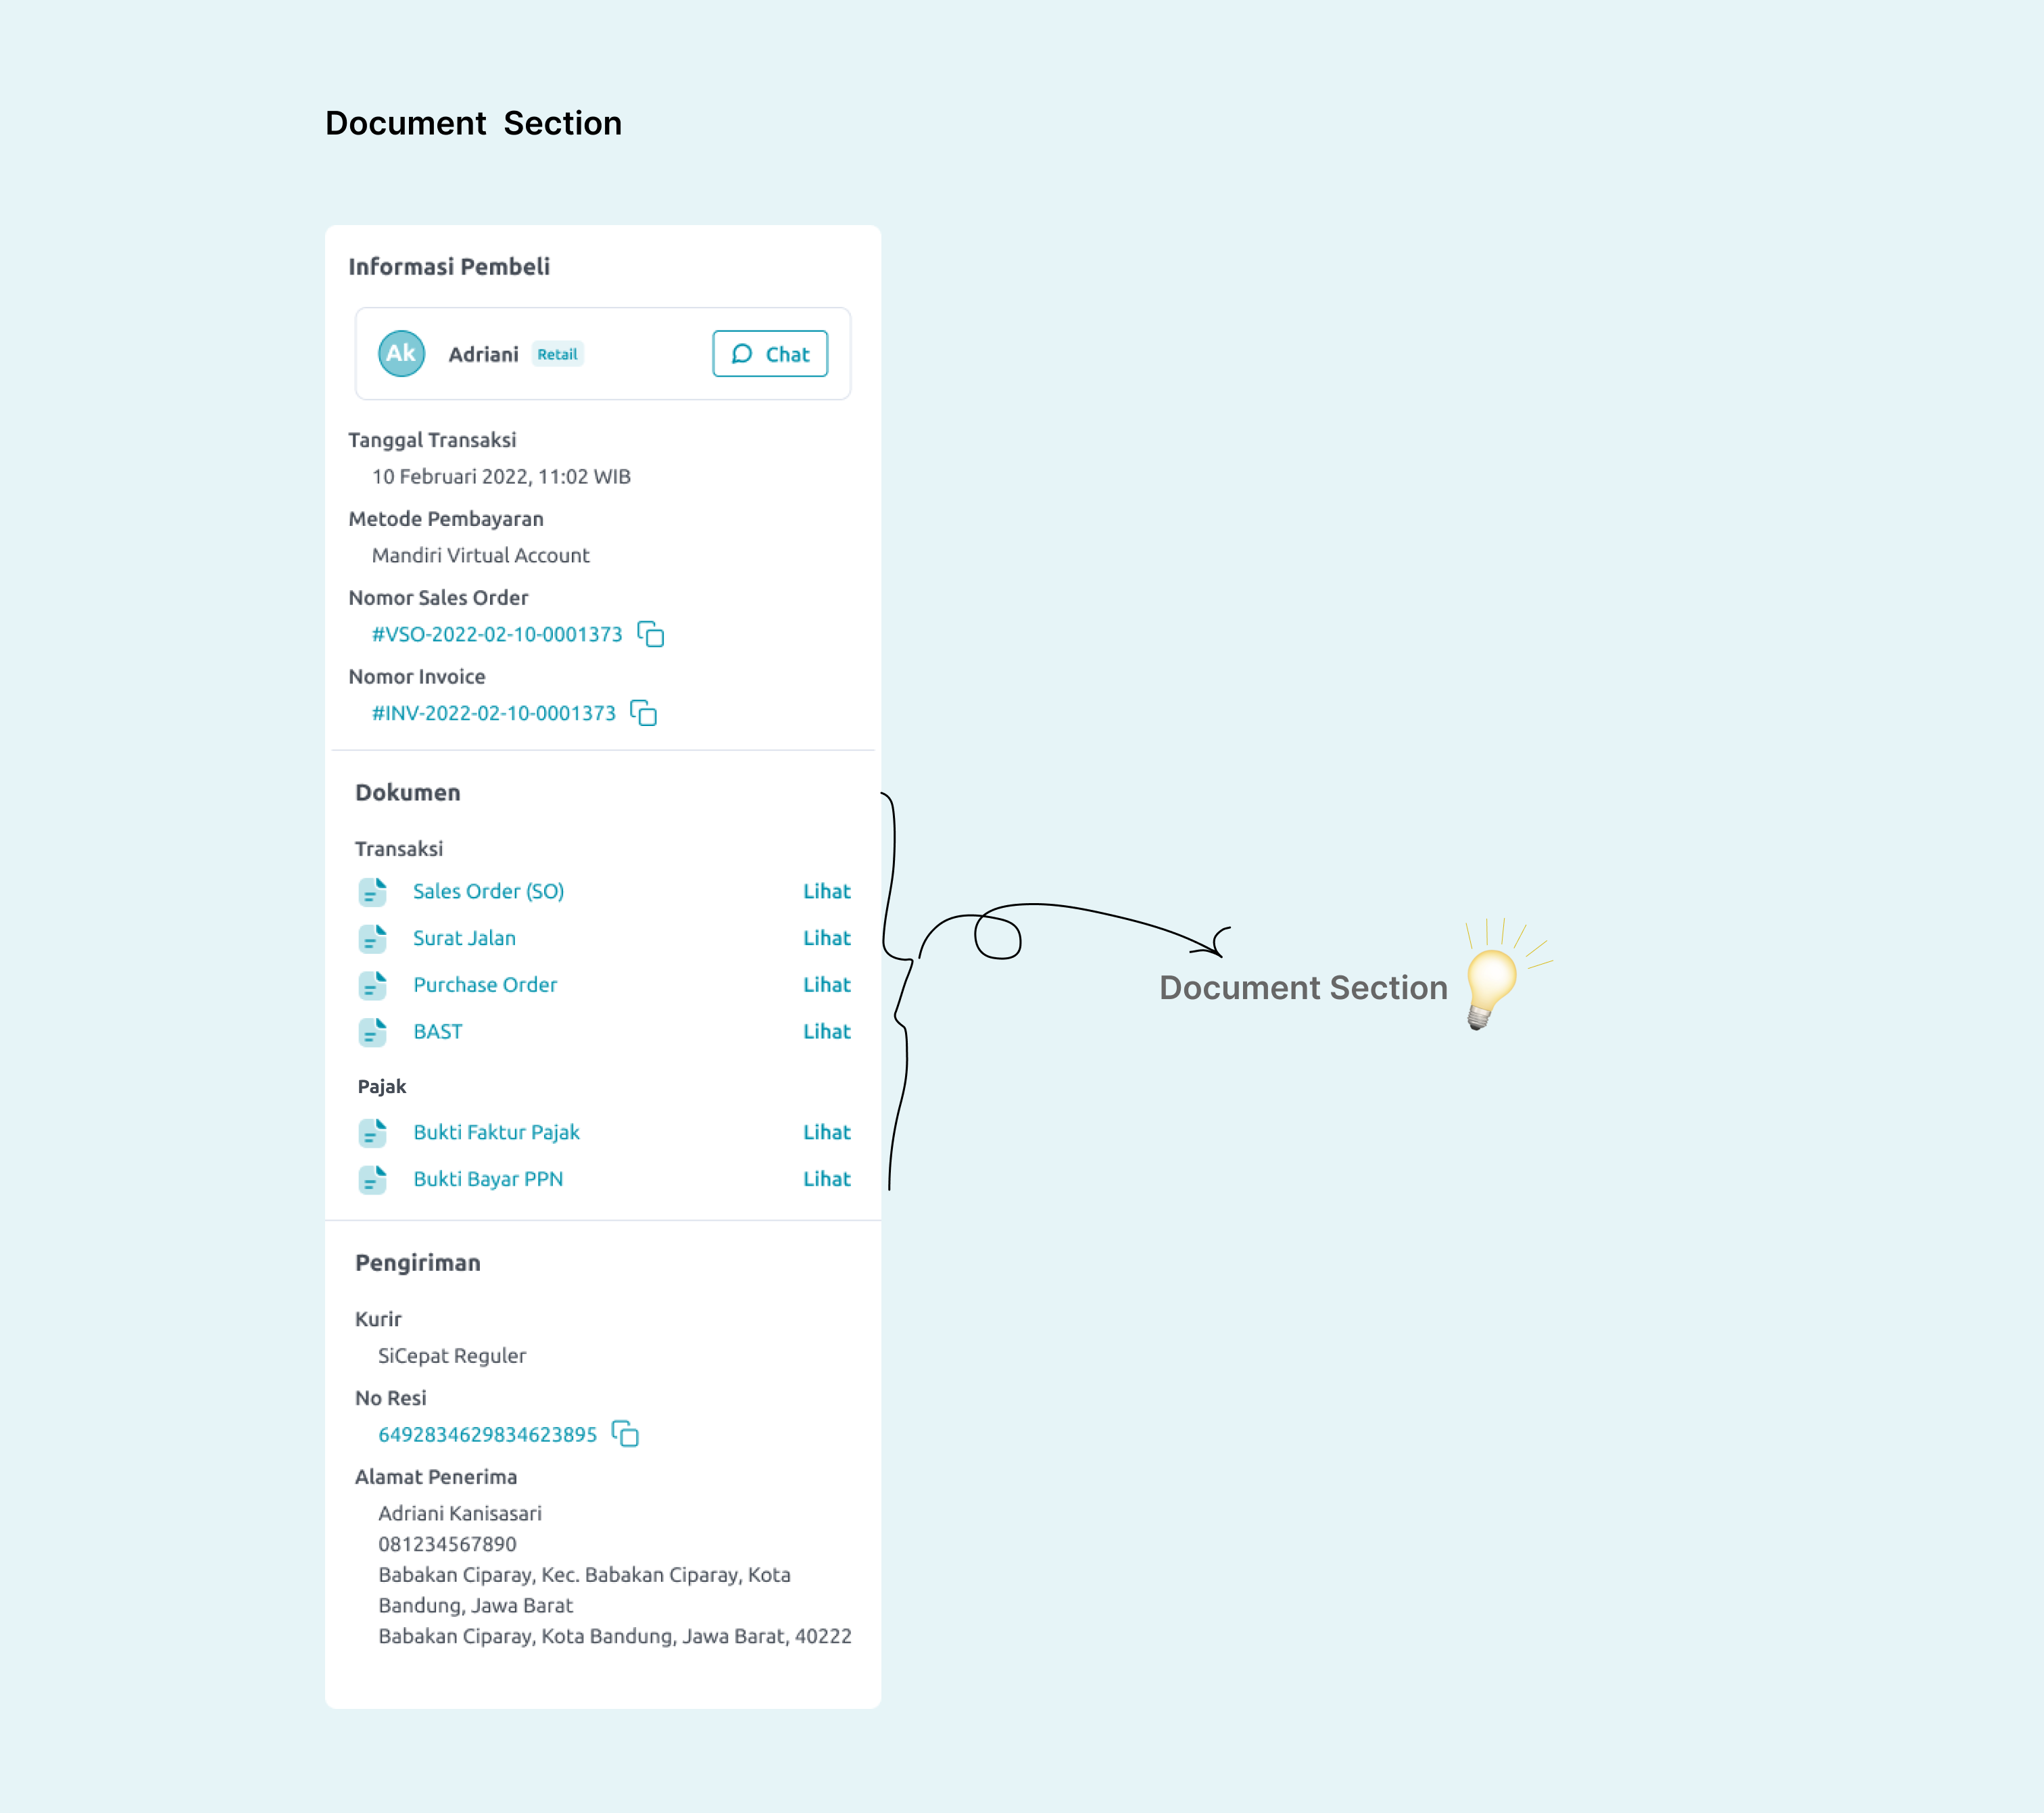 Document Section
Informasi Pembeli
Ak Adriani Retail Chat
Tanggal Transaksi
10 Februari 2022, 11:02 WIB
Metode Pembayaran
Mandiri Virtual Account
Nomor Sales Order
#VSO-2022-02-10-0001373
Nomor Invoice
#INV-2022-02-10-0001373
Dokumen
Transaksi
Sales Order (SO) Lihat
Surat Jalan Lihat
Purchase Order Lihat
BAST Lihat
Pajak
Bukti Faktur Pajak Lihat
Bukti Bayar PPN Lihat
Document Section
Pengiriman
Kurir
SiCepat Reguler
No Resi
6492834629834623895
Alamat Penerima
Adriani Kanisasari
081234567890
Babakan Ciparay, Kec. Babakan Ciparay, Kota
Bandung, Jawa Barat
Babakan Ciparay, Kota Bandung, Jawa Barat, 40222